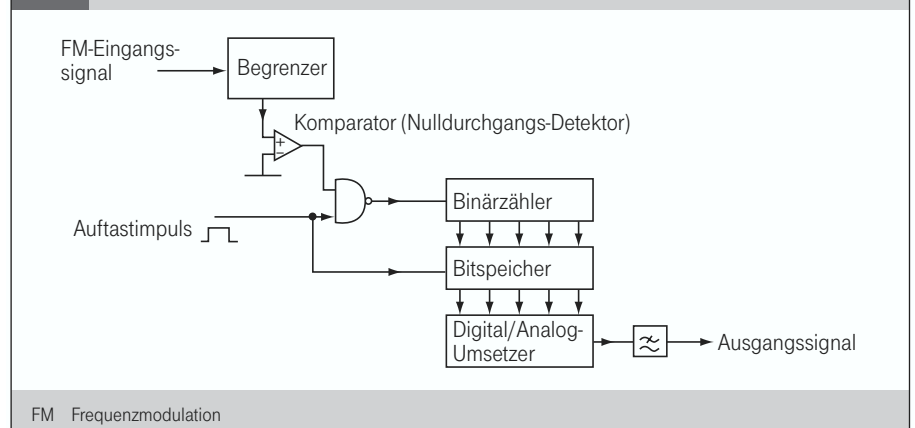 FM-Eingangs-
signal
Begrenzer
Komparator (Nulldurchgangs-Detektor)
+
−
Auftastimpuls
Binärzähler
Bitspeicher
Digital/Analog-
Umsetzer
Ausgangssignal
FM Frequenzmodulation